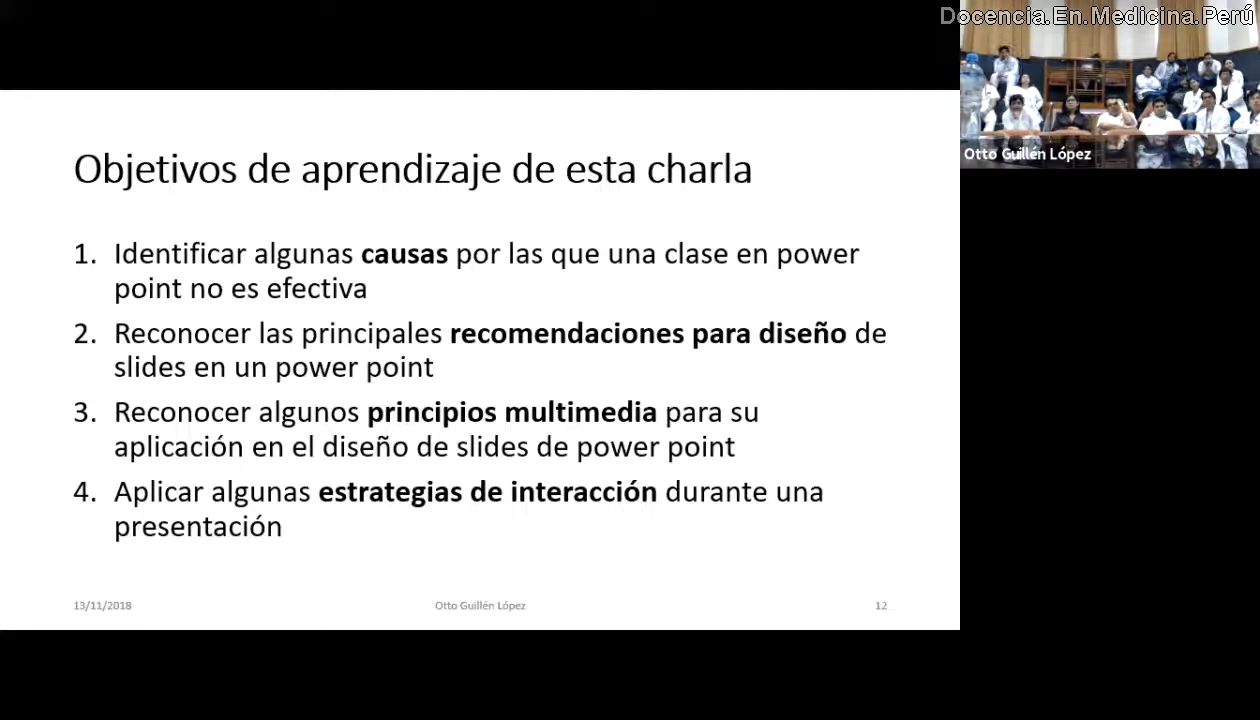 Docencia.En.Medicina.Perú
Otto Guillén López
Objetivos de aprendizaje de esta charla
1. Identificar algunas causas por las que una clase en power
point no es efectiva
2. Reconocer las principales recomendaciones para diseño de
slides en un power point
3. Reconocer algunos principios multimedia para su
aplicación en el diseño de slides de power point
4. Aplicar algunas estrategias de interacción durante una
presentación
13/11/2018 Otto Guillén López 12